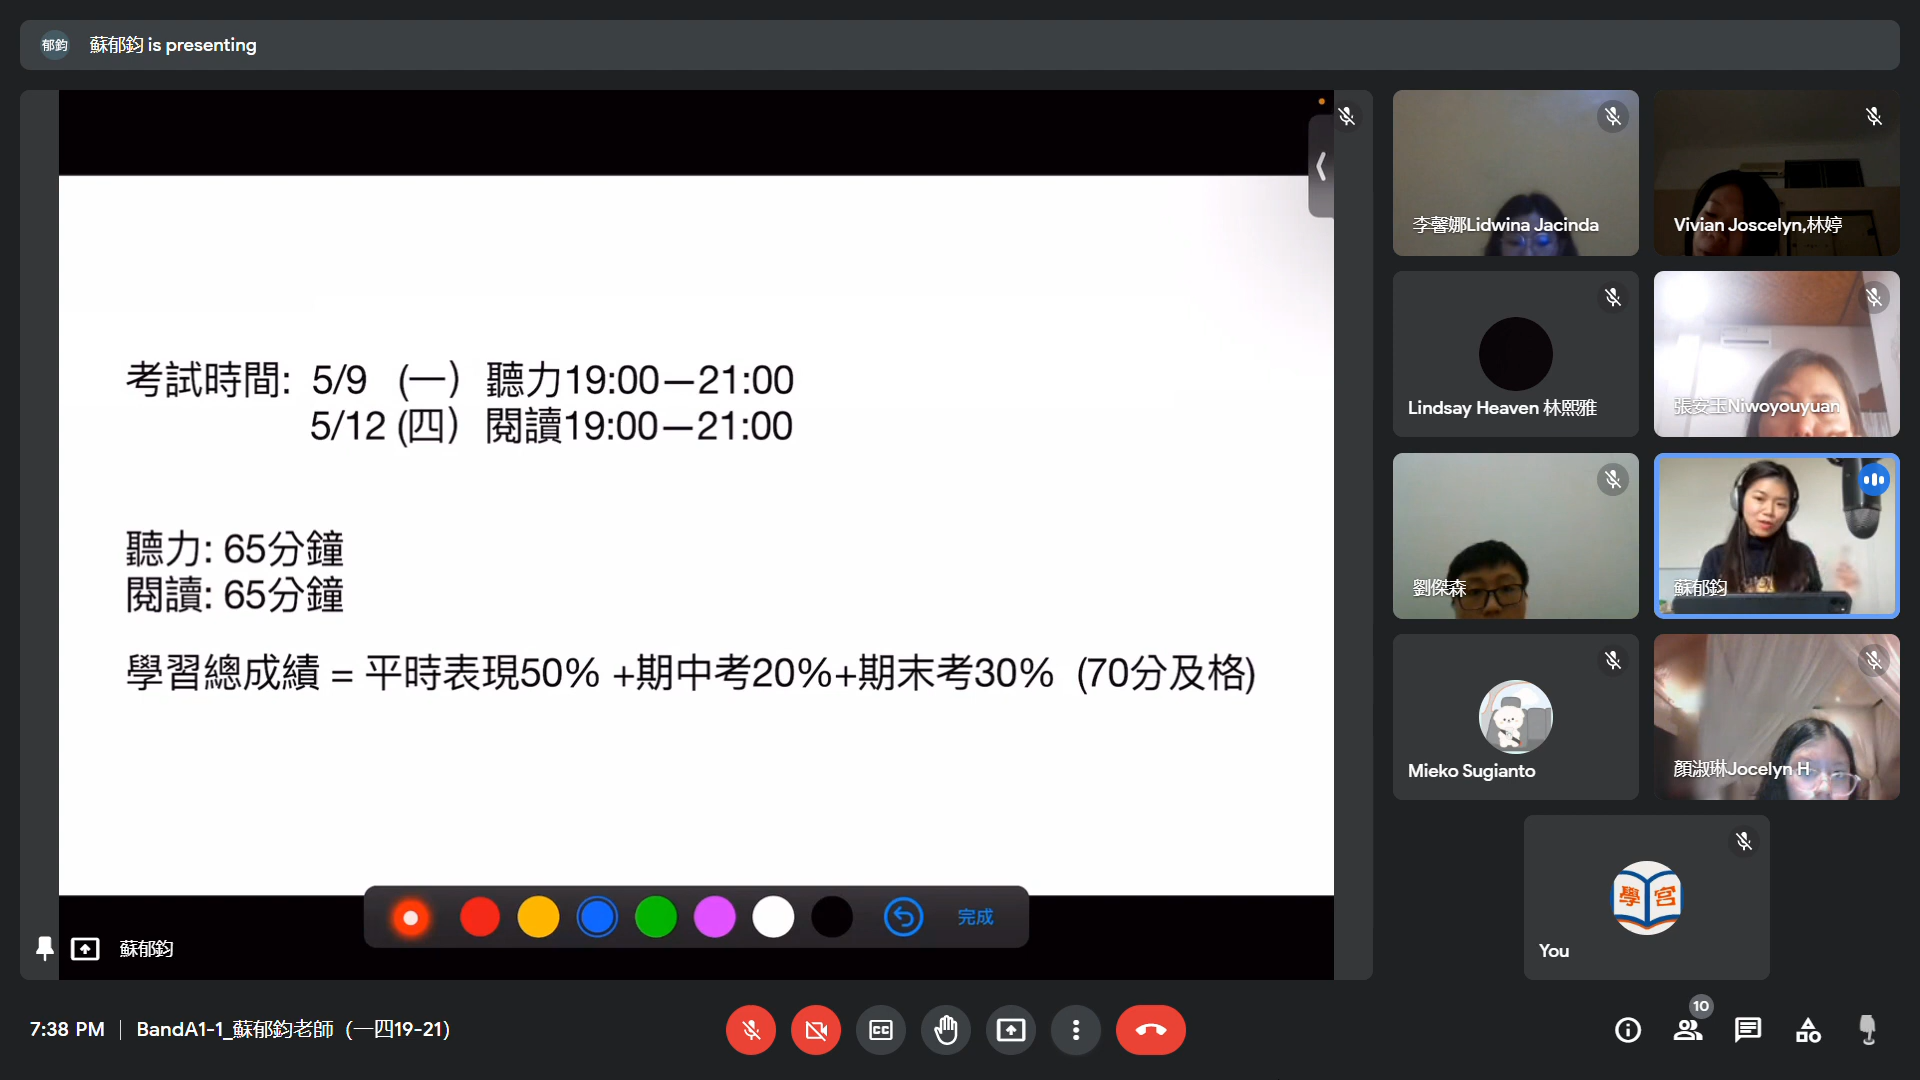 郁鈞
蘇郁鈞 is presenting
考試時間: 5/9 (一) 聽力19:00—21:00
5/12 (四) 閱讀19:00—21:00
聽力: 65分鐘
閱讀: 65分鐘
學習總成績 = 平時表現50% +期中考20%+期末考30% (70分及格)
完成
蘇郁鈞
李馨娜Lidwina Jacinda
Vivian Joscelyn,林婷
Lindsay Heaven 林熙雅
張安玉Niwoyouyuan
劉傑森
蘇郁鈞
Mieko Sugianto
顏淑琳Jocelyn H
學宮
You
7:38 PM | BandA1-1_蘇郁鈞老師（一四19-21）
CC
10